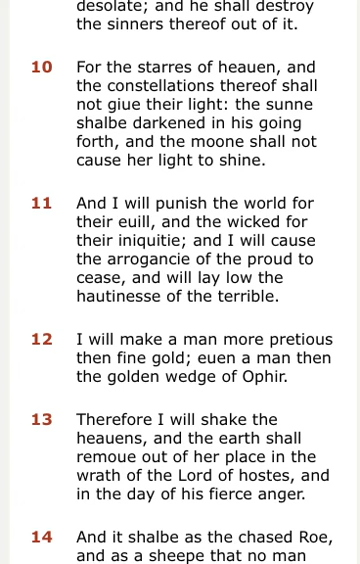 desolate; and he shall destroy
the sinners thereof out of it.
10 For the starres of heauen, and
the constellations thereof shall
not giue their light: the sunne
shalbe darkened in his going
forth, and the moone shall not
cause her light to shine.
11 And I will punish the world for
their euill, and the wicked for
their iniquitie; and I will cause
the arrogancie of the proud to
cease, and will lay low the
hautinesse of the terrible.
12 I will make a man more pretious
then fine gold; euen a man then
the golden wedge of Ophir.
13 Therefore I will shake the
heauens, and the earth shall
remoue out of her place in the
wrath of the Lord of hostes, and
in the day of his fierce anger.
14 And it shalbe as the chased Roe,
and as a sheepe that no man